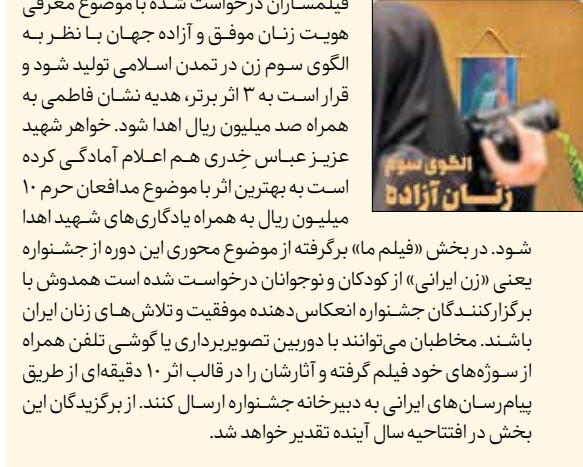 فیلمسازان درخواست شده با موضوع معرفی
هویت زنان موفق و آزاده جهان با نظر به
الگوی سوم زن در تمدن اسلامی تولید شود و
قرار است به ۳ اثر برتر، هدیه نشان فاطمی به
همراه صد میلیون ریال اهدا شود. خواهر شهید
عزیز عباس خِدری هم اعلام آمادگی کرده
است به بهترین اثر با موضوع مدافعان حرم ۱۰
میلیون ریال به همراه یادگاری‌های شهید اهدا
شود. در بخش «فیلم ما» برگرفته از موضوع محوری این دوره از جشنواره
یعنی «زن ایرانی» از کودکان و نوجوانان درخواست شده است همدوش با
برگزارکنندگان جشنواره انعکاس‌دهنده موفقیت و تلاش‌های زنان ایران
باشند. مخاطبان می‌توانند با دوربین تصویربرداری یا گوشی تلفن همراه
از سوژه‌های خود فیلم گرفته و آثارشان را در قالب اثر ۱۰ دقیقه‌ای از طریق
پیام‌رسان‌های ایرانی به دبیرخانه جشنواره ارسال کنند. از برگزیدگان این
بخش در افتتاحیه سال آینده تقدیر خواهد شد.
الگوی سوم
زنان آزاده